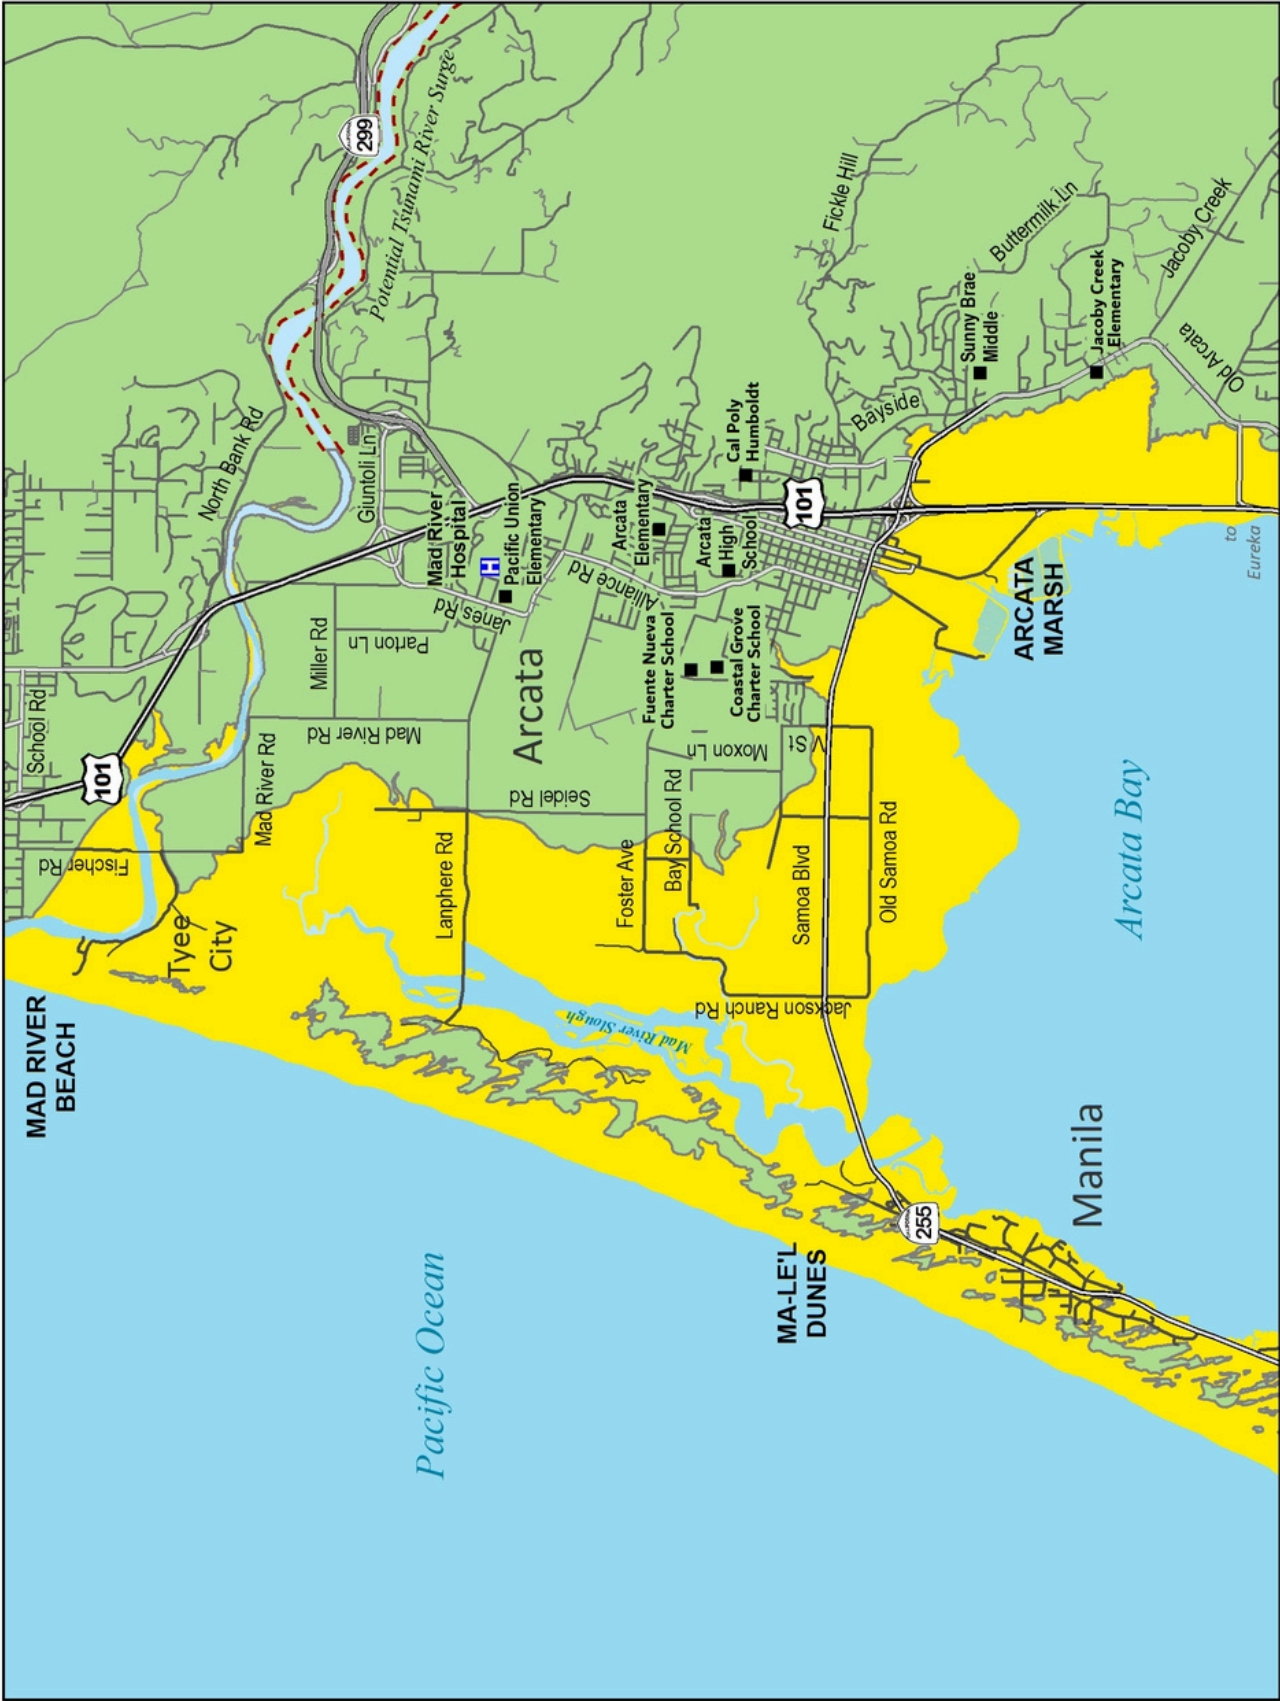 MAD RIVER
BEACH
Tyee
City
Fischer Rd
101
School Rd
North Bank Rd
Mad River Rd
Miller Rd
Parton Ln
Mad River Rd
Giuntoli Ln
299
Potential Tsunami River Surge
Mad River
Hospital
H
Pacific Union
Elementary
Janes Rd
Alliance Rd
Arcata
Lanphere Rd
Seidel Rd
Arcata
Elementary
Arcata
High
School
Cal Poly
Humboldt
Fuente Nueva
Charter School
Coastal Grove
Charter School
Foster Ave
Bay School Rd
Moxon Ln
V St
Mad River Slough
Jackson Ranch Rd
Samoa Blvd
Old Samoa Rd
101
Bayside
Fickle Hill
Buttermilk Ln
Sunny Brae
Middle
Jacoby Creek
Elementary
Jacoby Creek
Old Arcata
to
Eureka
ARCATA
MARSH
Arcata Bay
Pacific Ocean
MA-LE'L
DUNES
255
Manila